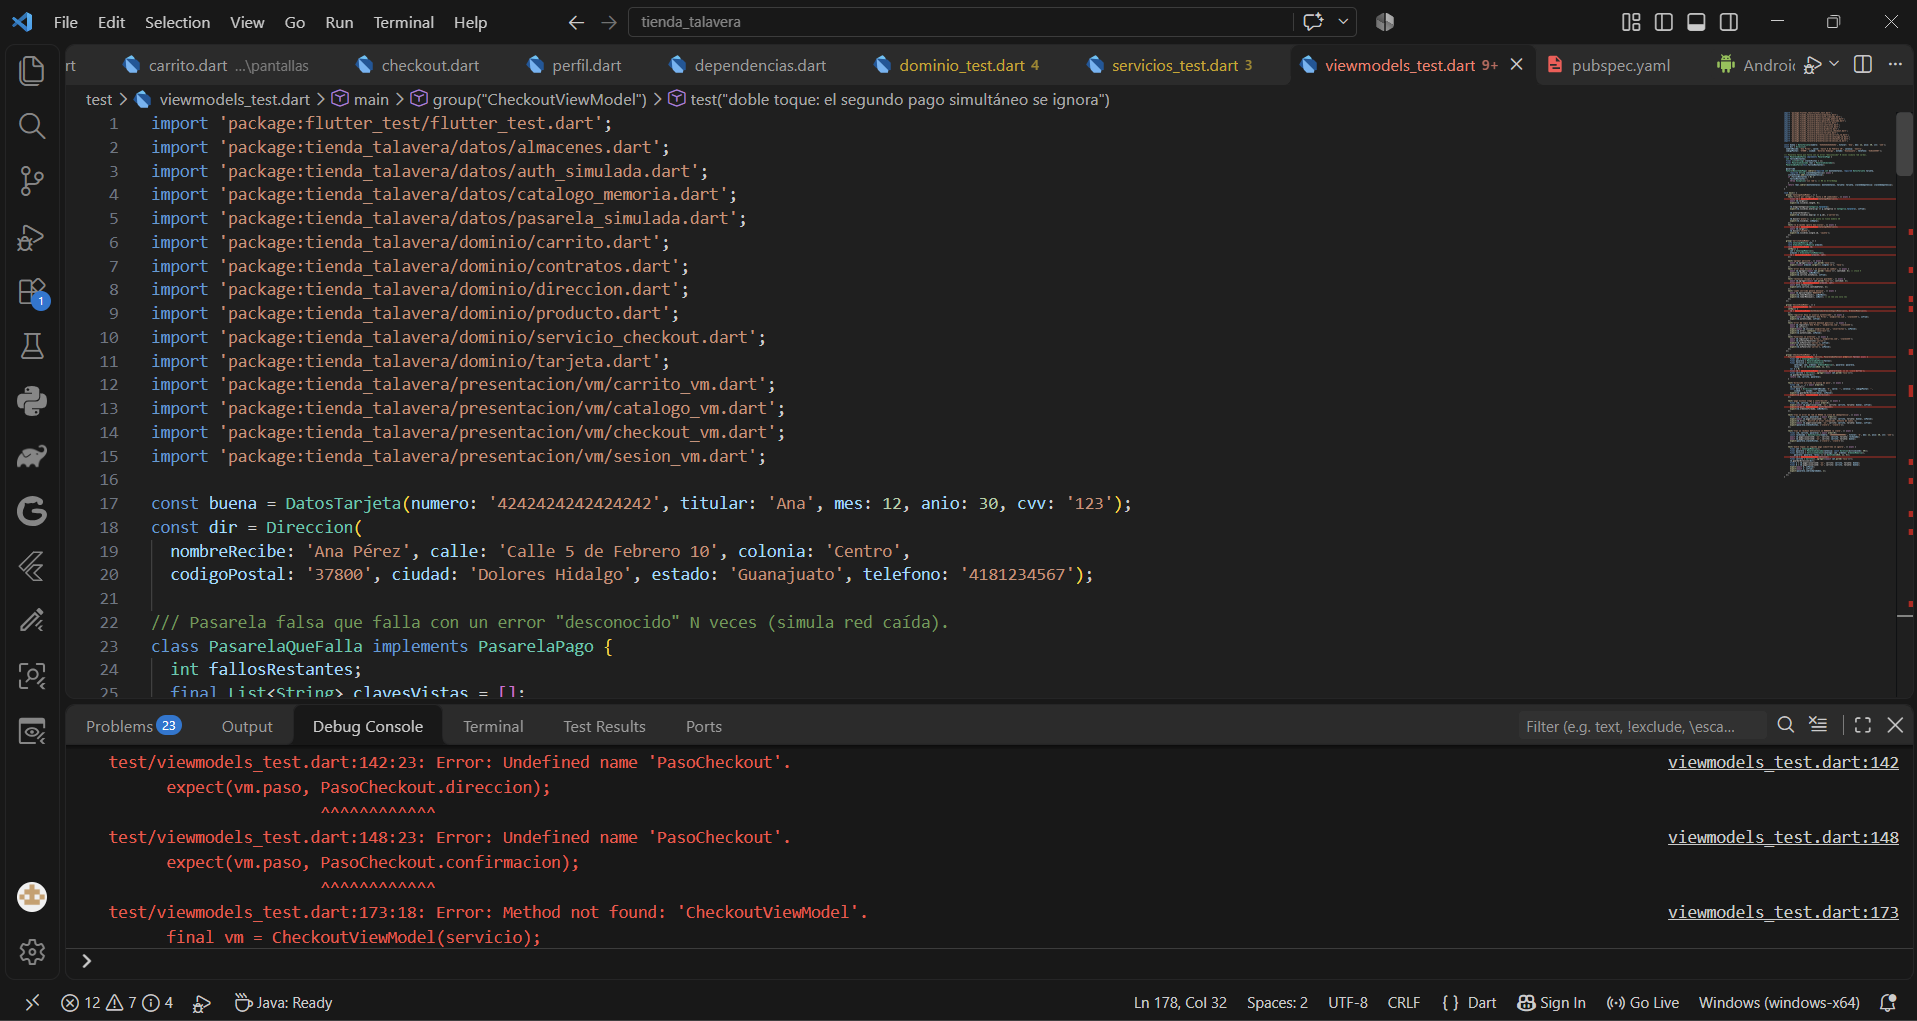 File Edit Selection View Go Run Terminal Help
tienda_talavera
rt
carrito.dart ...\pantallas
checkout.dart
perfil.dart
dependencias.dart
dominio_test.dart 4
servicios_test.dart 3
viewmodels_test.dart 9+
pubspec.yaml
test > viewmodels_test.dart > main > group("CheckoutViewModel") > test("doble toque: el segundo pago simultáneo se ignora")
1 import 'package:flutter_test/flutter_test.dart';
2 import 'package:tienda_talavera/datos/almacenes.dart';
3 import 'package:tienda_talavera/datos/auth_simulada.dart';
4 import 'package:tienda_talavera/datos/catalogo_memoria.dart';
5 import 'package:tienda_talavera/datos/pasarela_simulada.dart';
6 import 'package:tienda_talavera/dominio/carrito.dart';
7 import 'package:tienda_talavera/dominio/contratos.dart';
8 import 'package:tienda_talavera/dominio/direccion.dart';
9 import 'package:tienda_talavera/dominio/producto.dart';
10 import 'package:tienda_talavera/dominio/servicio_checkout.dart';
11 import 'package:tienda_talavera/dominio/tarjeta.dart';
12 import 'package:tienda_talavera/presentacion/vm/carrito_vm.dart';
13 import 'package:tienda_talavera/presentacion/vm/catalogo_vm.dart';
14 import 'package:tienda_talavera/presentacion/vm/checkout_vm.dart';
15 import 'package:tienda_talavera/presentacion/vm/sesion_vm.dart';
16
17 const buena = DatosTarjeta(numero: '4242424242424242', titular: 'Ana', mes: 12, anio: 30, cvv: '123');
18 const dir = Direccion(
19 nombreRecibe: 'Ana Pérez', calle: 'Calle 5 de Febrero 10', colonia: 'Centro',
20 codigoPostal: '37800', ciudad: 'Dolores Hidalgo', estado: 'Guanajuato', telefono: '4181234567');
21
22 /// Pasarela falsa que falla con un error "desconocido" N veces (simula red caída).
23 class PasarelaQueFalla implements PasarelaPago {
24 int fallosRestantes;
25 final List<String> clavesVistas = [];
Problems 23 Output Debug Console Terminal Test Results Ports
Filter (e.g. text, !exclude, \esca...
test/viewmodels_test.dart:142:23: Error: Undefined name 'PasoCheckout'. viewmodels_test.dart:142
expect(vm.paso, PasoCheckout.direccion);
^^^^^^^^^^^^
test/viewmodels_test.dart:148:23: Error: Undefined name 'PasoCheckout'. viewmodels_test.dart:148
expect(vm.paso, PasoCheckout.confirmacion);
^^^^^^^^^^^^
test/viewmodels_test.dart:173:18: Error: Method not found: 'CheckoutViewModel'. viewmodels_test.dart:173
final vm = CheckoutViewModel(servicio);
>
12 7 4 Java: Ready Ln 178, Col 32 Spaces: 2 UTF-8 CRLF { } Dart Sign In Go Live Windows (windows-x64)